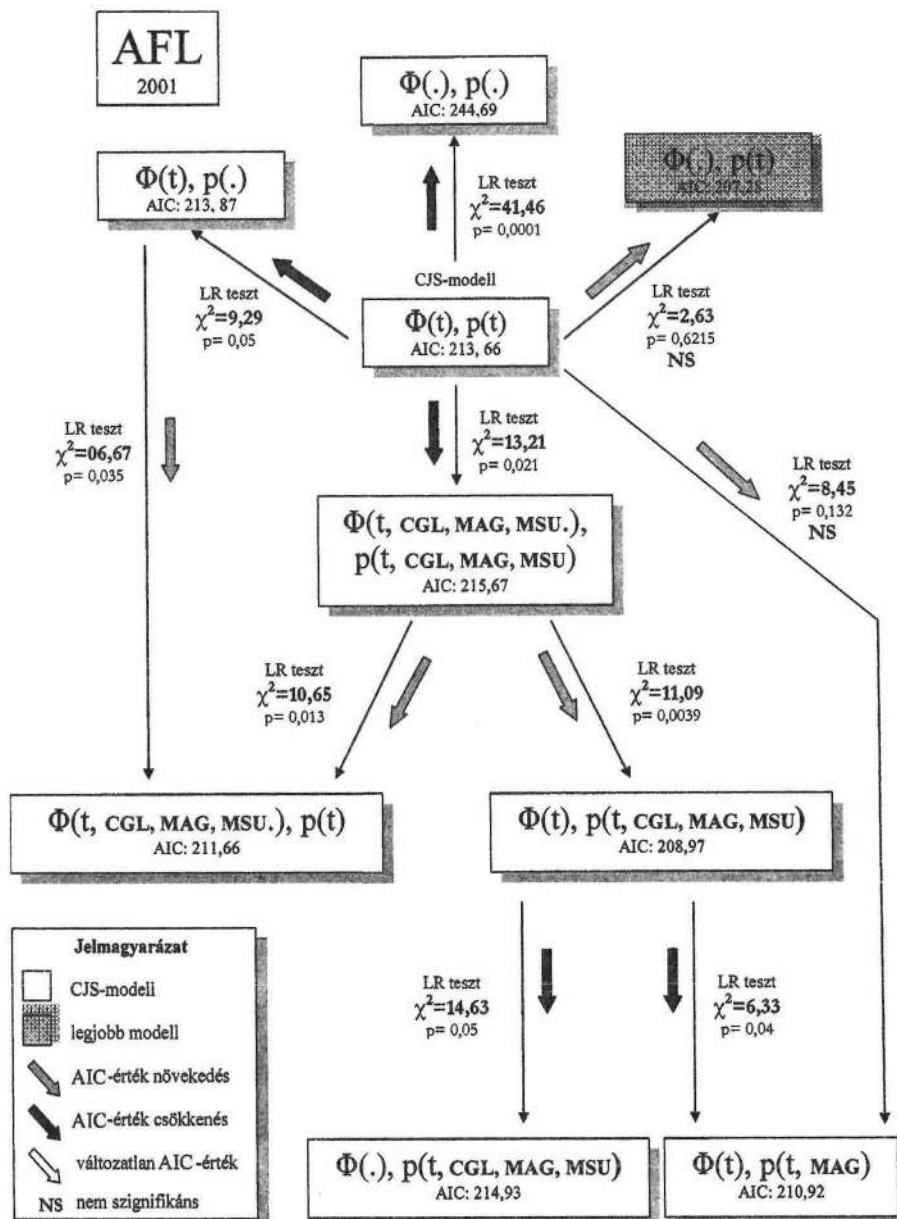 AFL
2001
Φ(.), p(.)
AIC: 244,69
Φ(t), p(.)
AIC: 213, 87
Φ(.), p(t)
AIC: 207,25
LR teszt
χ²=41,46
p= 0,0001
CJS-modell
Φ(t), p(t)
AIC: 213, 66
LR teszt
χ²=9,29
p= 0,05
LR teszt
χ²=2,63
p= 0,6215
NS
LR teszt
χ²=06,67
p= 0,035
LR teszt
χ²=13,21
p= 0,021
LR teszt
χ²=8,45
p= 0,132
NS
Φ(t, CGL, MAG, MSU.),
p(t, CGL, MAG, MSU)
AIC: 215,67
LR teszt
χ²=10,65
p= 0,013
LR teszt
χ²=11,09
p= 0,0039
Φ(t, CGL, MAG, MSU.), p(t)
AIC: 211,66
Φ(t), p(t, CGL, MAG, MSU)
AIC: 208,97
LR teszt
χ²=14,63
p= 0,05
LR teszt
χ²=6,33
p= 0,04
Φ(.), p(t, CGL, MAG, MSU)
AIC: 214,93
Φ(t), p(t, MAG)
AIC: 210,92
Jelmagyarázat
CJS-modell
legjobb modell
AIC-érték növekedés
AIC-érték csökkenés
változatlan AIC-érték
NS nem szignifikáns